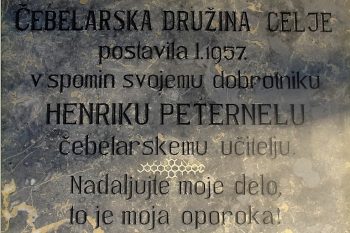 ČEBELARSKA DRUŽINA CELJE
postavila l.1957.
v spomin svojemu dobrotniku
HENRIKU PETERNELU
čebelarskemu učitelju.
Nadaljujte moje delo,
to je moja oporoka!